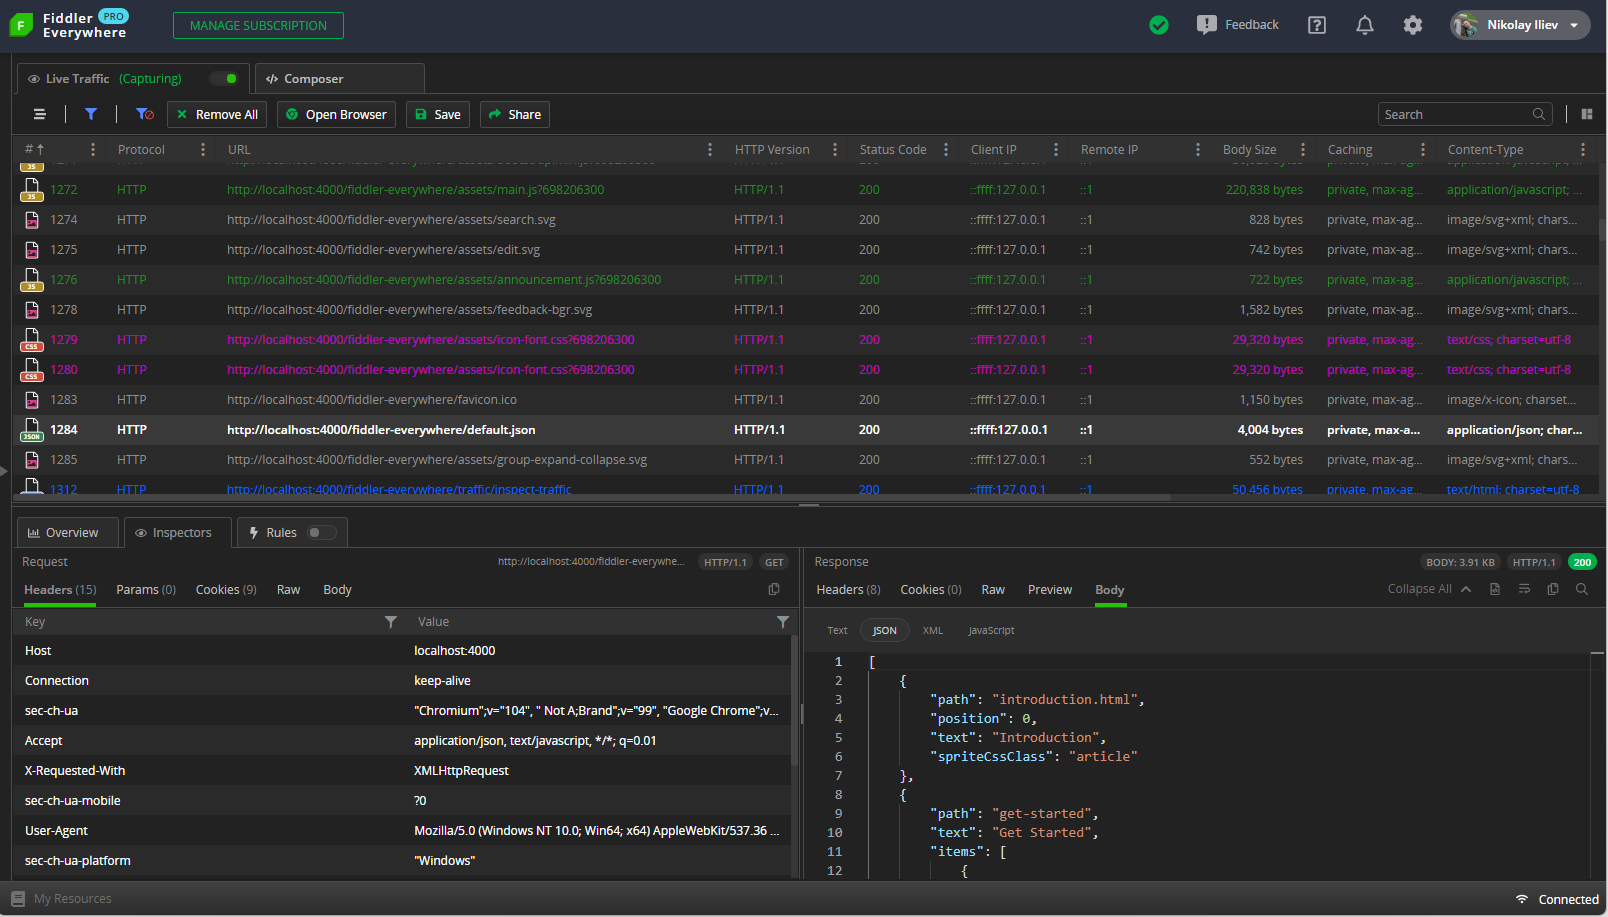 Fiddler PRO
Everywhere
MANAGE SUBSCRIPTION
Feedback
Nikolay Iliev
Live Traffic (Capturing)
Composer
Remove All
Open Browser
Save
Share
Search
# Protocol URL HTTP Version Status Code Client IP Remote IP Body Size Caching Content-Type
JS
JS 1272 HTTP http://localhost:4000/fiddler-everywhere/assets/main.js?698206300 HTTP/1.1 200 ::ffff:127.0.0.1 ::1 220,838 bytes private, max-ag... application/javascript; ...
1274 HTTP http://localhost:4000/fiddler-everywhere/assets/search.svg HTTP/1.1 200 ::ffff:127.0.0.1 ::1 828 bytes private, max-ag... image/svg+xml; chars...
1275 HTTP http://localhost:4000/fiddler-everywhere/assets/edit.svg HTTP/1.1 200 ::ffff:127.0.0.1 ::1 742 bytes private, max-ag... image/svg+xml; chars...
JS 1276 HTTP http://localhost:4000/fiddler-everywhere/assets/announcement.js?698206300 HTTP/1.1 200 ::ffff:127.0.0.1 ::1 722 bytes private, max-ag... application/javascript; ...
1278 HTTP http://localhost:4000/fiddler-everywhere/assets/feedback-bgr.svg HTTP/1.1 200 ::ffff:127.0.0.1 ::1 1,582 bytes private, max-ag... image/svg+xml; chars...
CSS 1279 HTTP http://localhost:4000/fiddler-everywhere/assets/icon-font.css?698206300 HTTP/1.1 200 ::ffff:127.0.0.1 ::1 29,320 bytes private, max-ag... text/css; charset=utf-8
CSS 1280 HTTP http://localhost:4000/fiddler-everywhere/assets/icon-font.css?698206300 HTTP/1.1 200 ::ffff:127.0.0.1 ::1 29,320 bytes private, max-ag... text/css; charset=utf-8
1283 HTTP http://localhost:4000/fiddler-everywhere/favicon.ico HTTP/1.1 200 ::ffff:127.0.0.1 ::1 1,150 bytes private, max-ag... image/x-icon; charset...
JSON 1284 HTTP http://localhost:4000/fiddler-everywhere/default.json HTTP/1.1 200 ::ffff:127.0.0.1 ::1 4,004 bytes private, max-a... application/json; char...
1285 HTTP http://localhost:4000/fiddler-everywhere/assets/group-expand-collapse.svg HTTP/1.1 200 ::ffff:127.0.0.1 ::1 552 bytes private, max-ag... image/svg+xml; chars...
1312 HTTP http://localhost:4000/fiddler-everywhere/traffic/inspect-traffic HTTP/1.1 200 ::ffff:127.0.0.1 ::1 50,456 bytes private, max-ag... text/html; charset=utf-8
Overview
Inspectors
Rules
Request http://localhost:4000/fiddler-everywhe... HTTP/1.1 GET
Headers (15) Params (0) Cookies (9) Raw Body
Key Value
Host localhost:4000
Connection keep-alive
sec-ch-ua "Chromium";v="104", " Not A;Brand";v="99", "Google Chrome";v...
Accept application/json, text/javascript, */*; q=0.01
X-Requested-With XMLHttpRequest
sec-ch-ua-mobile ?0
User-Agent Mozilla/5.0 (Windows NT 10.0; Win64; x64) AppleWebKit/537.36 ...
sec-ch-ua-platform "Windows"
Response BODY: 3.91 KB HTTP/1.1 200
Headers (8) Cookies (0) Raw Preview Body Collapse All
Text JSON XML JavaScript
1 [
2 {
3 "path": "introduction.html",
4 "position": 0,
5 "text": "Introduction",
6 "spriteCssClass": "article"
7 },
8 {
9 "path": "get-started",
10 "text": "Get Started",
11 "items": [
12 {
My Resources
Connected